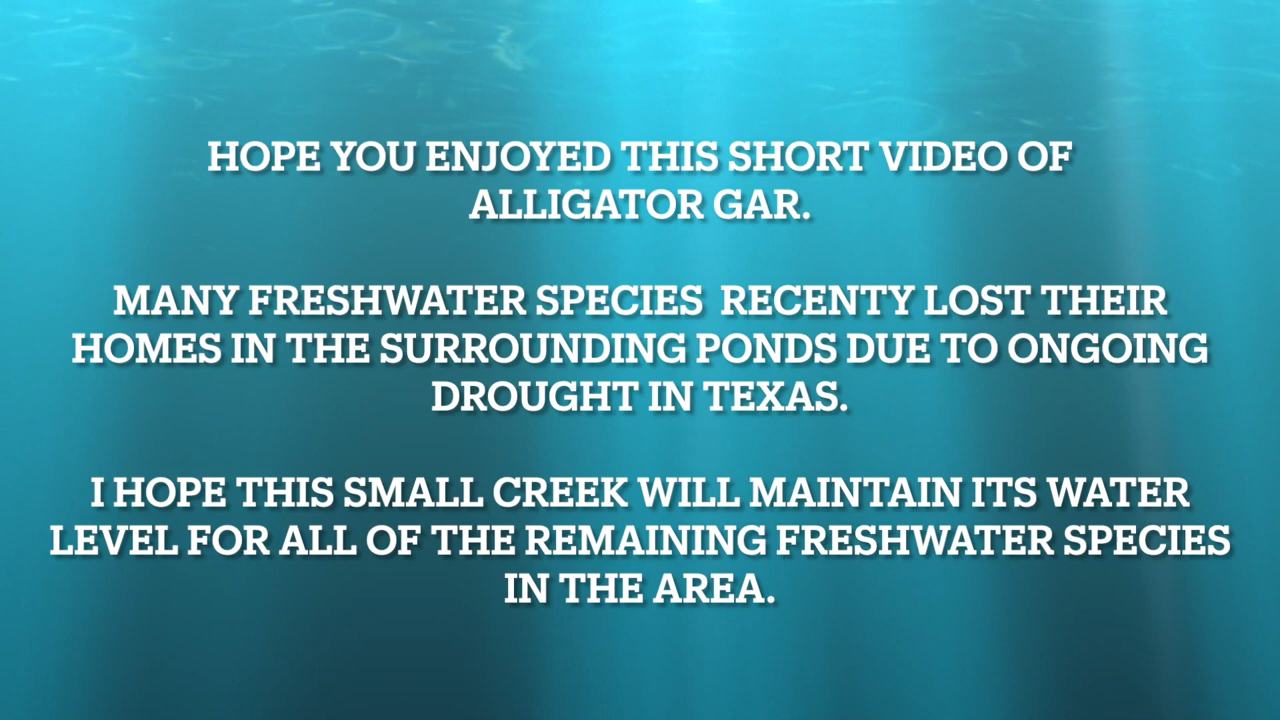 HOPE YOU ENJOYED THIS SHORT VIDEO OF
ALLIGATOR GAR.
MANY FRESHWATER SPECIES  RECENTY LOST THEIR
HOMES IN THE SURROUNDING PONDS DUE TO ONGOING
DROUGHT IN TEXAS.
I HOPE THIS SMALL CREEK WILL MAINTAIN ITS WATER
LEVEL FOR ALL OF THE REMAINING FRESHWATER SPECIES
IN THE AREA.